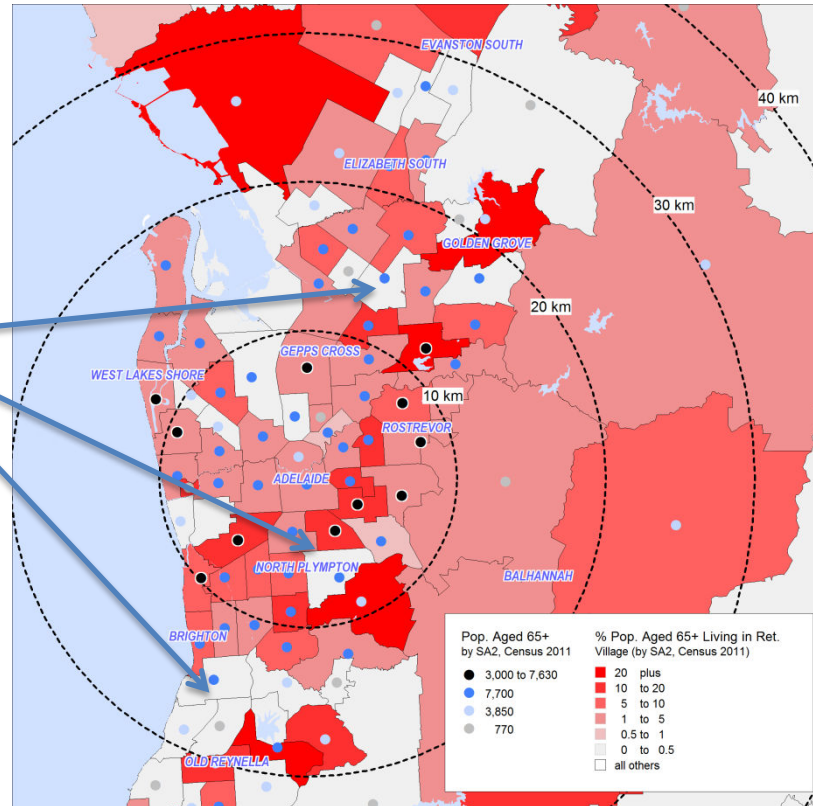 EVANSTON SOUTH
40 km
ELIZABETH SOUTH
30 km
GOLDEN GROVE
20 km
GEPPS CROSS
WEST LAKES SHORE
10 km
ROSTREVOR
ADELAIDE
NORTH PLYMPTON
BALHANNAH
BRIGHTON
OLD REYNELLA
Pop. Aged 65+
by SA2, Census 2011
3,000 to 7,630
7,700
3,850
770
% Pop. Aged 65+ Living in Ret.
Village (by SA2, Census 2011)
20 plus
10 to 20
5 to 10
1 to 5
0.5 to 1
0 to 0.5
all others